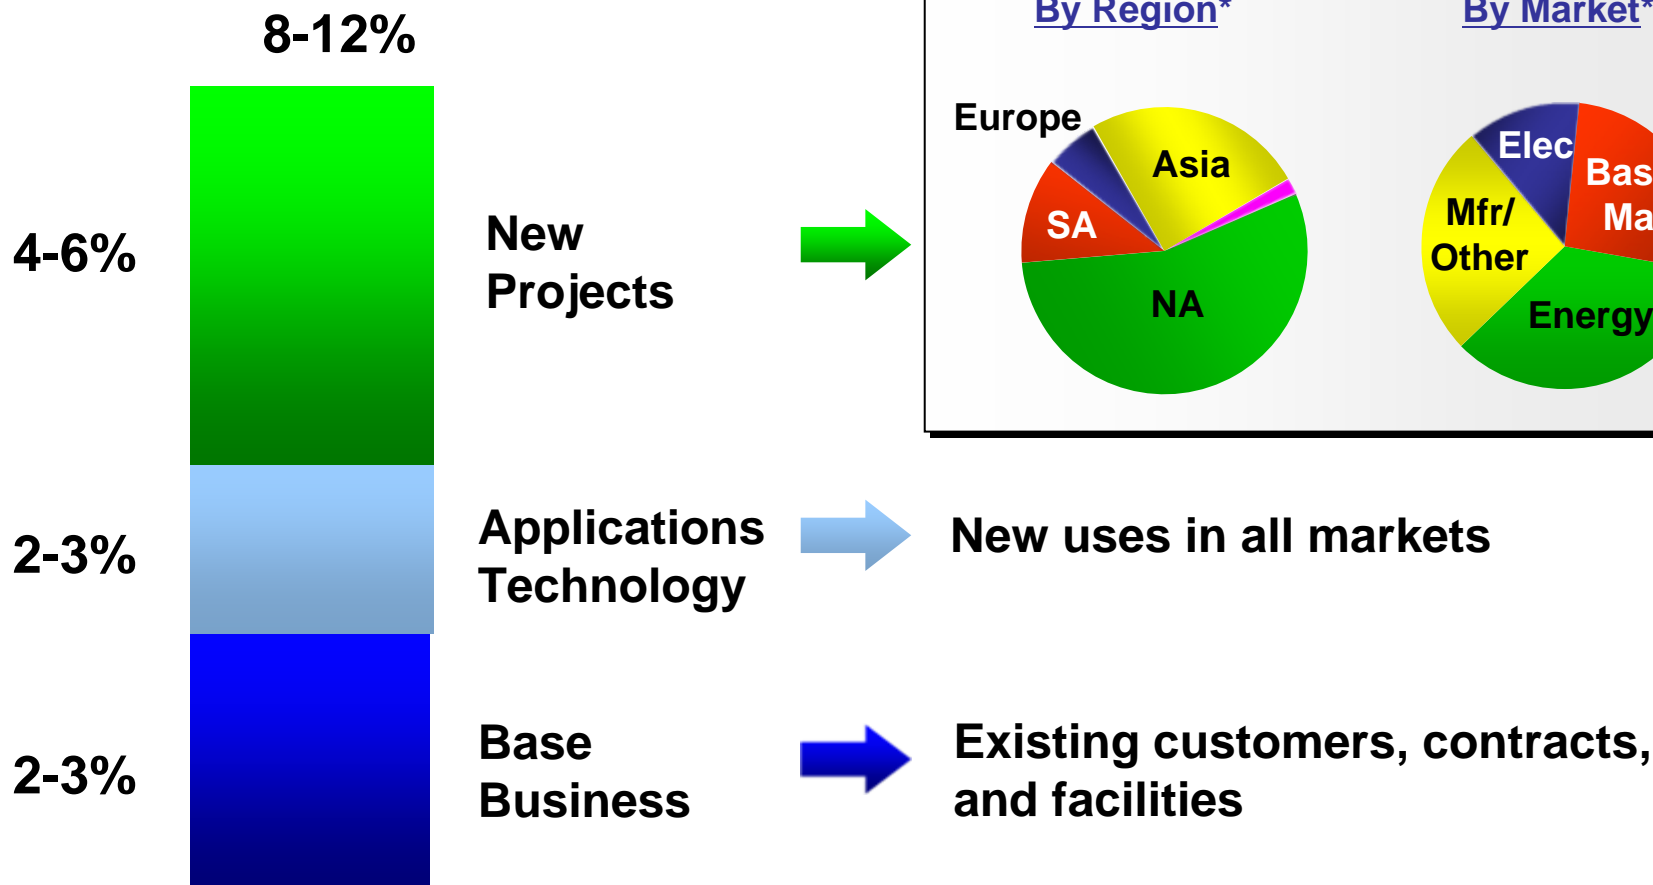 8-12%
By Region*
By Market*
Europe
Asia
SA
NA
Elec
Mfr/
Other
Energy
4-6%
New
Projects
2-3%
Applications
Technology
New uses in all markets
2-3%
Base
Business
Existing customers, contracts,
and facilities